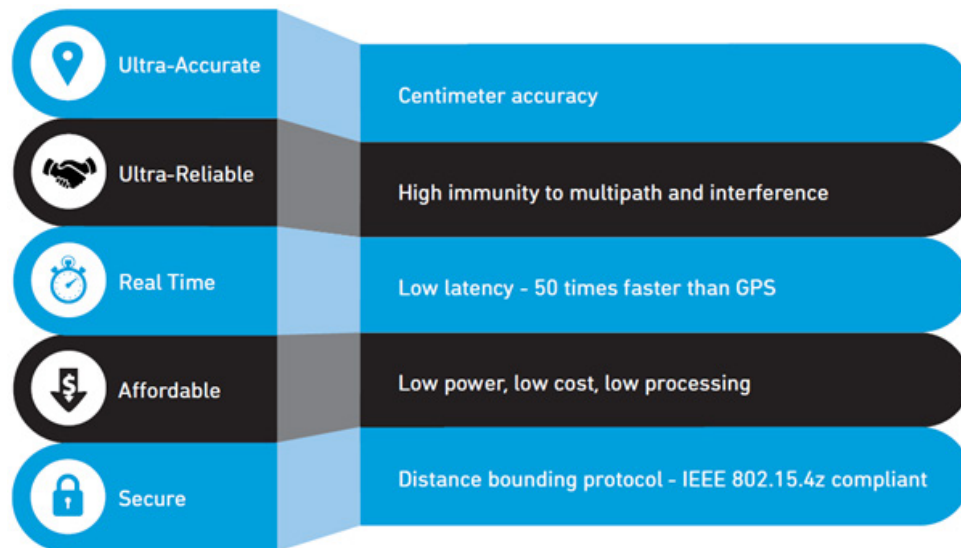 Ultra-Accurate
Centimeter accuracy
Ultra-Reliable
High immunity to multipath and interference
Real Time
Low latency - 50 times faster than GPS
Affordable
Low power, low cost, low processing
Secure
Distance bounding protocol - IEEE 802.15.4z compliant